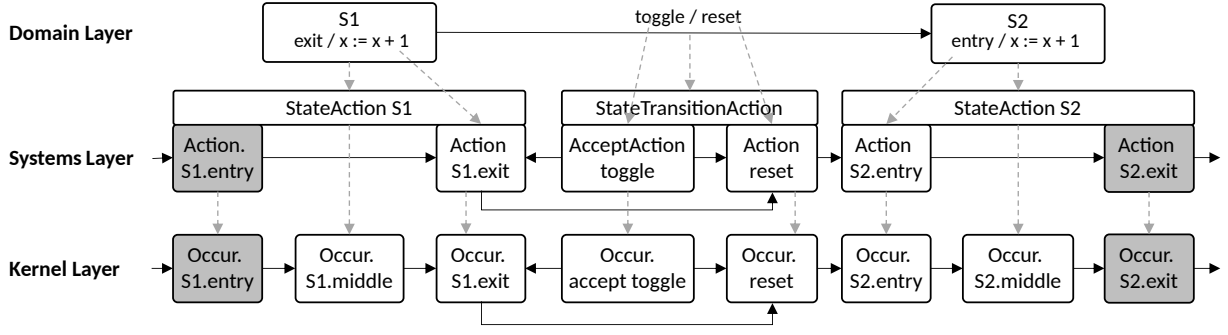 Domain Layer
S1
exit / x := x + 1
toggle / reset
S2
entry / x := x + 1
StateAction S1
StateTransitionAction
StateAction S2
Systems Layer
Action.
S1.entry
Action
S1.exit
AcceptAction
toggle
Action
reset
Action
S2.entry
Action
S2.exit
Kernel Layer
Occur.
S1.entry
Occur.
S1.middle
Occur.
S1.exit
Occur.
accept toggle
Occur.
reset
Occur.
S2.entry
Occur.
S2.middle
Occur.
S2.exit